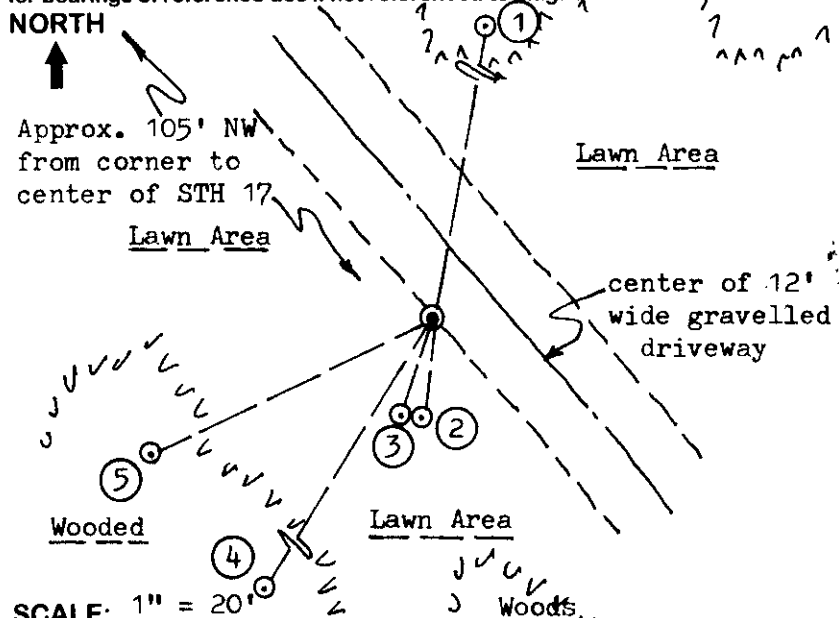 NORTH
Approx. 105' NW
from corner to
center of STH 17
Lawn Area
Lawn Area
center of 12'
wide gravelled
driveway
1
2
3
4
5
Wooded
Lawn Area
Woods
SCALE: 1" = 20'